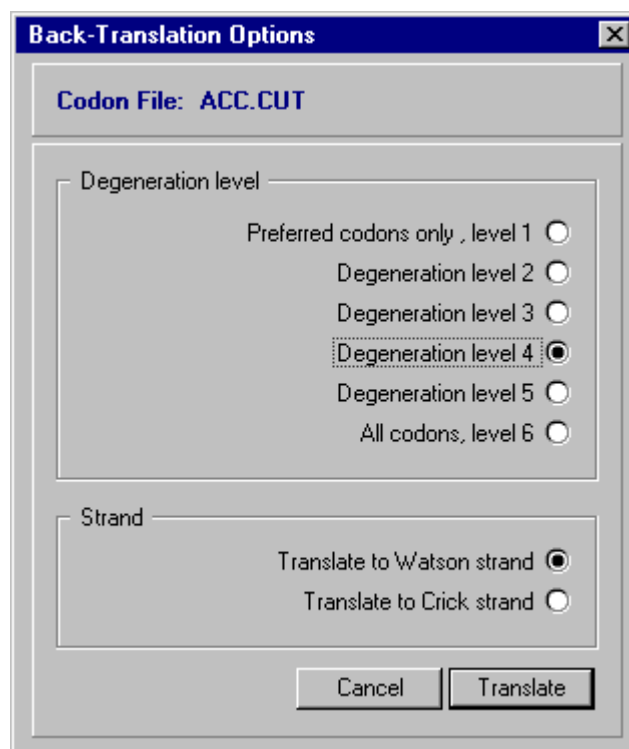 Back-Translation Options
Codon File: ACC.CUT
Degeneration level
Preferred codons only , level 1
Degeneration level 2
Degeneration level 3
Degeneration level 4
Degeneration level 5
All codons, level 6
Strand
Translate to Watson strand
Translate to Crick strand
Cancel Translate